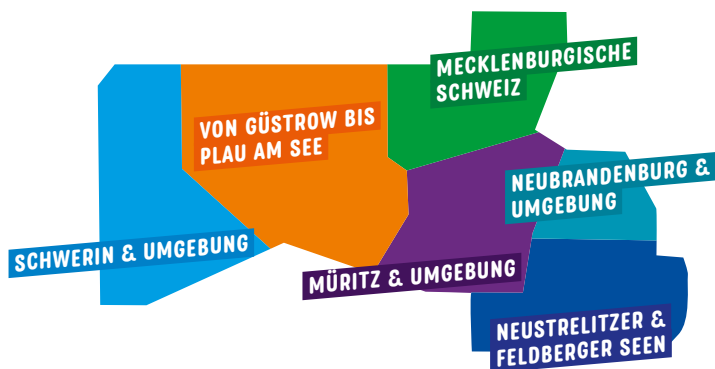 MECKLENBURGISCHE
SCHWEIZ
VON GÜSTROW BIS
PLAU AM SEE
NEUBRANDENBURG &
UMGEBUNG
SCHWERIN & UMGEBUNG
MÜRITZ & UMGEBUNG
NEUSTRELITZER &
FELDBERGER SEEN